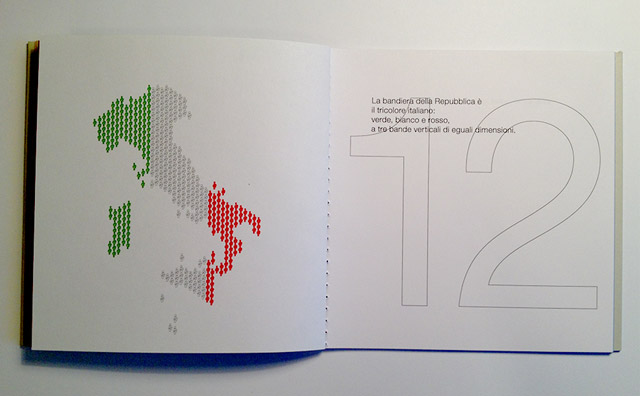 La bandiera della Repubblica è
il tricolore italiano:
verde, bianco e rosso,
a tre bande verticali di eguali dimensioni.
12